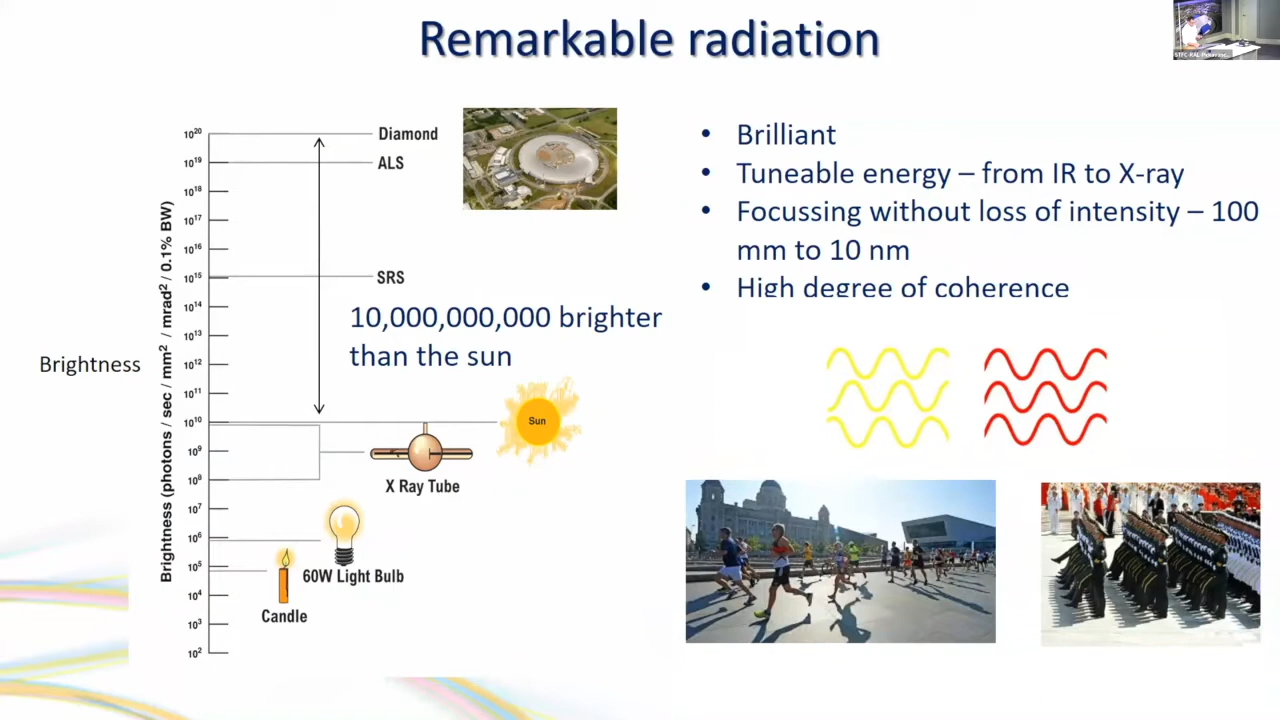 Remarkable radiation
Brightness
Brightness (photons / sec / mm² / mrad² / 0.1% BW)
10²⁰
10¹⁹
10¹⁸
10¹⁷
10¹⁶
10¹⁵
10¹⁴
10¹³
10¹²
10¹¹
10¹⁰
10⁹
10⁸
10⁷
10⁶
10⁵
10⁴
10³
10²
Diamond
ALS
SRS
10,000,000,000 brighter
than the sun
Sun
X Ray Tube
60W Light Bulb
Candle
• Brilliant
• Tuneable energy – from IR to X-ray
• Focussing without loss of intensity – 100
mm to 10 nm
• High degree of coherence